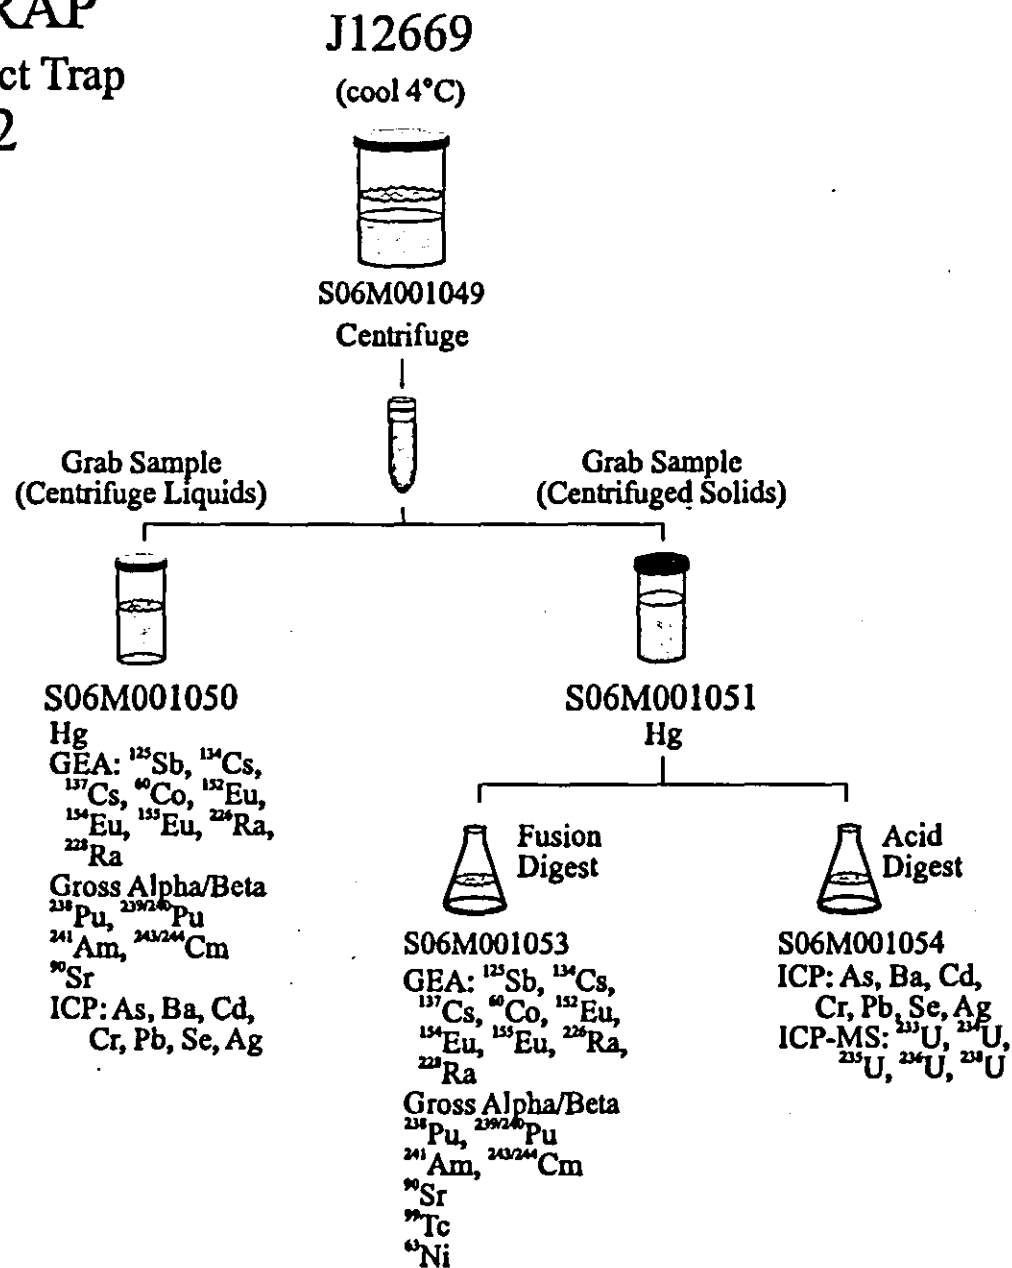 RAP
ct Trap
2
J12669
(cool 4°C)
S06M001049
Centrifuge
Grab Sample
(Centrifuge Liquids)
Grab Sample
(Centrifuged Solids)
S06M001050
Hg
GEA: ¹²⁵Sb, ¹³⁴Cs,
¹³⁷Cs, ⁶⁰Co, ¹⁵²Eu,
¹⁵⁴Eu, ¹⁵⁵Eu, ²²⁶Ra,
²²⁸Ra
Gross Alpha/Beta
²³⁸Pu, ²³⁹/²⁴⁰Pu
²⁴¹Am, ²⁴³/²⁴⁴Cm
⁹⁰Sr
ICP: As, Ba, Cd,
Cr, Pb, Se, Ag
S06M001051
Hg
Fusion
Digest
S06M001053
GEA: ¹²⁵Sb, ¹³⁴Cs,
¹³⁷Cs, ⁶⁰Co, ¹⁵²Eu,
¹⁵⁴Eu, ¹⁵⁵Eu, ²²⁶Ra,
²²⁸Ra
Gross Alpha/Beta
²³⁸Pu, ²³⁹/²⁴⁰Pu
²⁴¹Am, ²⁴³/²⁴⁴Cm
⁹⁰Sr
⁹⁹Tc
⁶³Ni
Acid
Digest
S06M001054
ICP: As, Ba, Cd,
Cr, Pb, Se, Ag
ICP-MS: ²³³U, ²³⁴U,
²³⁵U, ²³⁶U, ²³⁸U